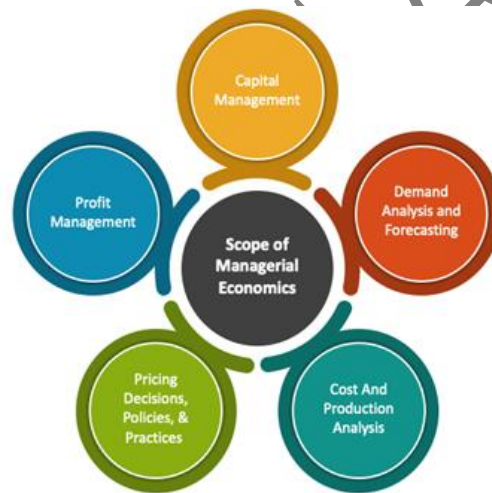 Capital
Management
Demand
Analysis and
Forecasting
Cost And
Production
Analysis
Pricing
Decisions,
Policies, &
Practices
Profit
Management
Scope of
Managerial
Economics